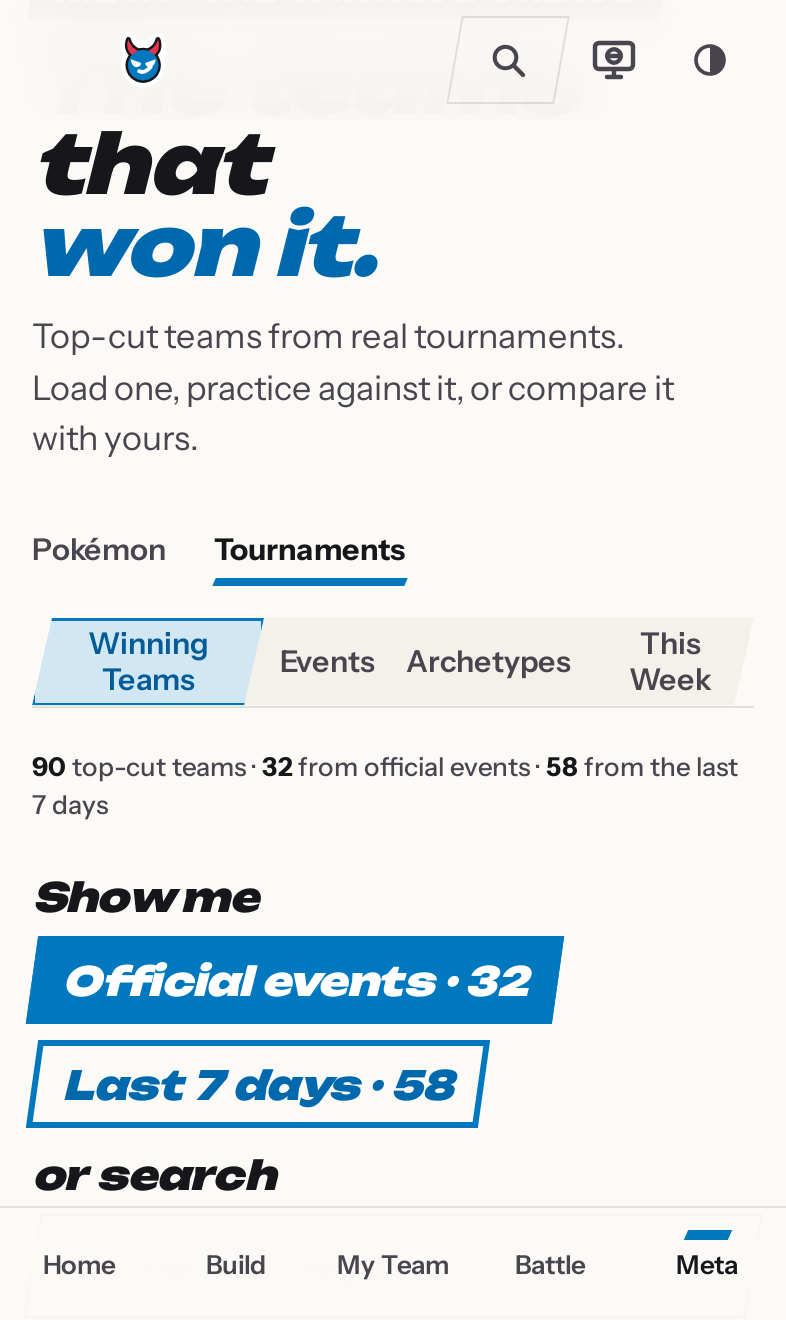 The teams
that
won it.
Top-cut teams from real tournaments.
Load one, practice against it, or compare it
with yours.
Pokémon
Tournaments
Winning
Teams
Events
Archetypes
This
Week
90 top-cut teams · 32 from official events · 58 from the last
7 days
Show me
Official events · 32
Last 7 days · 58
or search
Home
Build
My Team
Battle
Meta